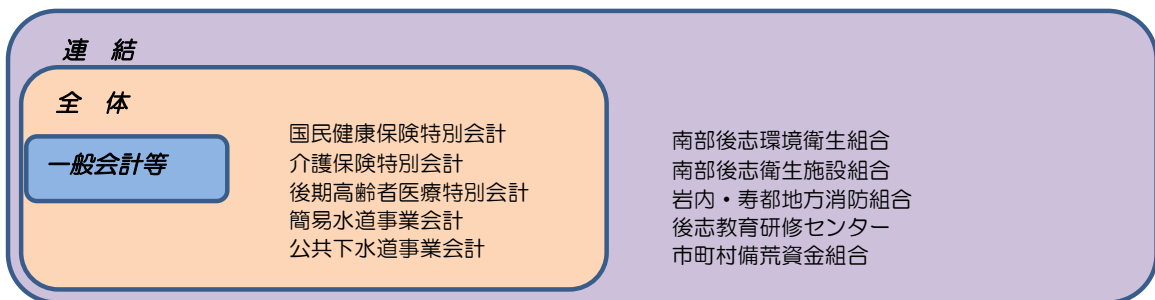 連 結
全 体
一般会計等
国民健康保険特別会計
介護保険特別会計
後期高齢者医療特別会計
簡易水道事業会計
公共下水道事業会計
南部後志環境衛生組合
南部後志衛生施設組合
岩内・寿都地方消防組合
後志教育研修センター
市町村備荒資金組合